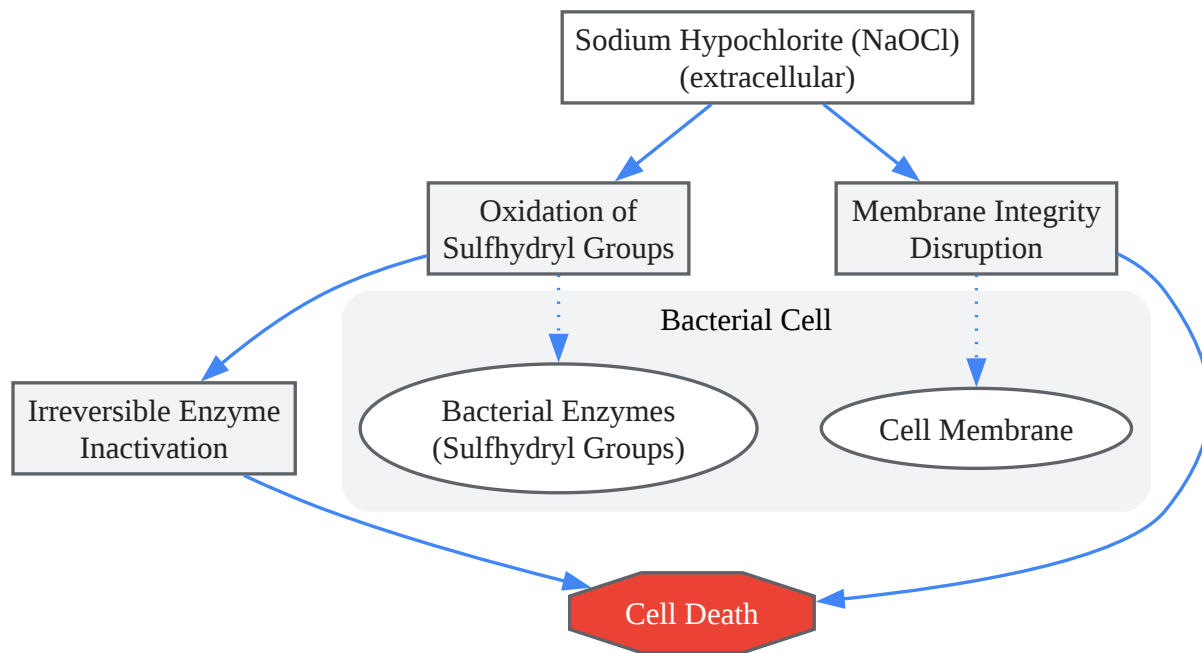 Sodium Hypochlorite (NaOCl)
(extracellular)
Oxidation of
Sulfhydryl Groups
Membrane Integrity
Disruption
Bacterial Cell
Irreversible Enzyme
Inactivation
Bacterial Enzymes
(Sulfhydryl Groups)
Cell Membrane
Cell Death